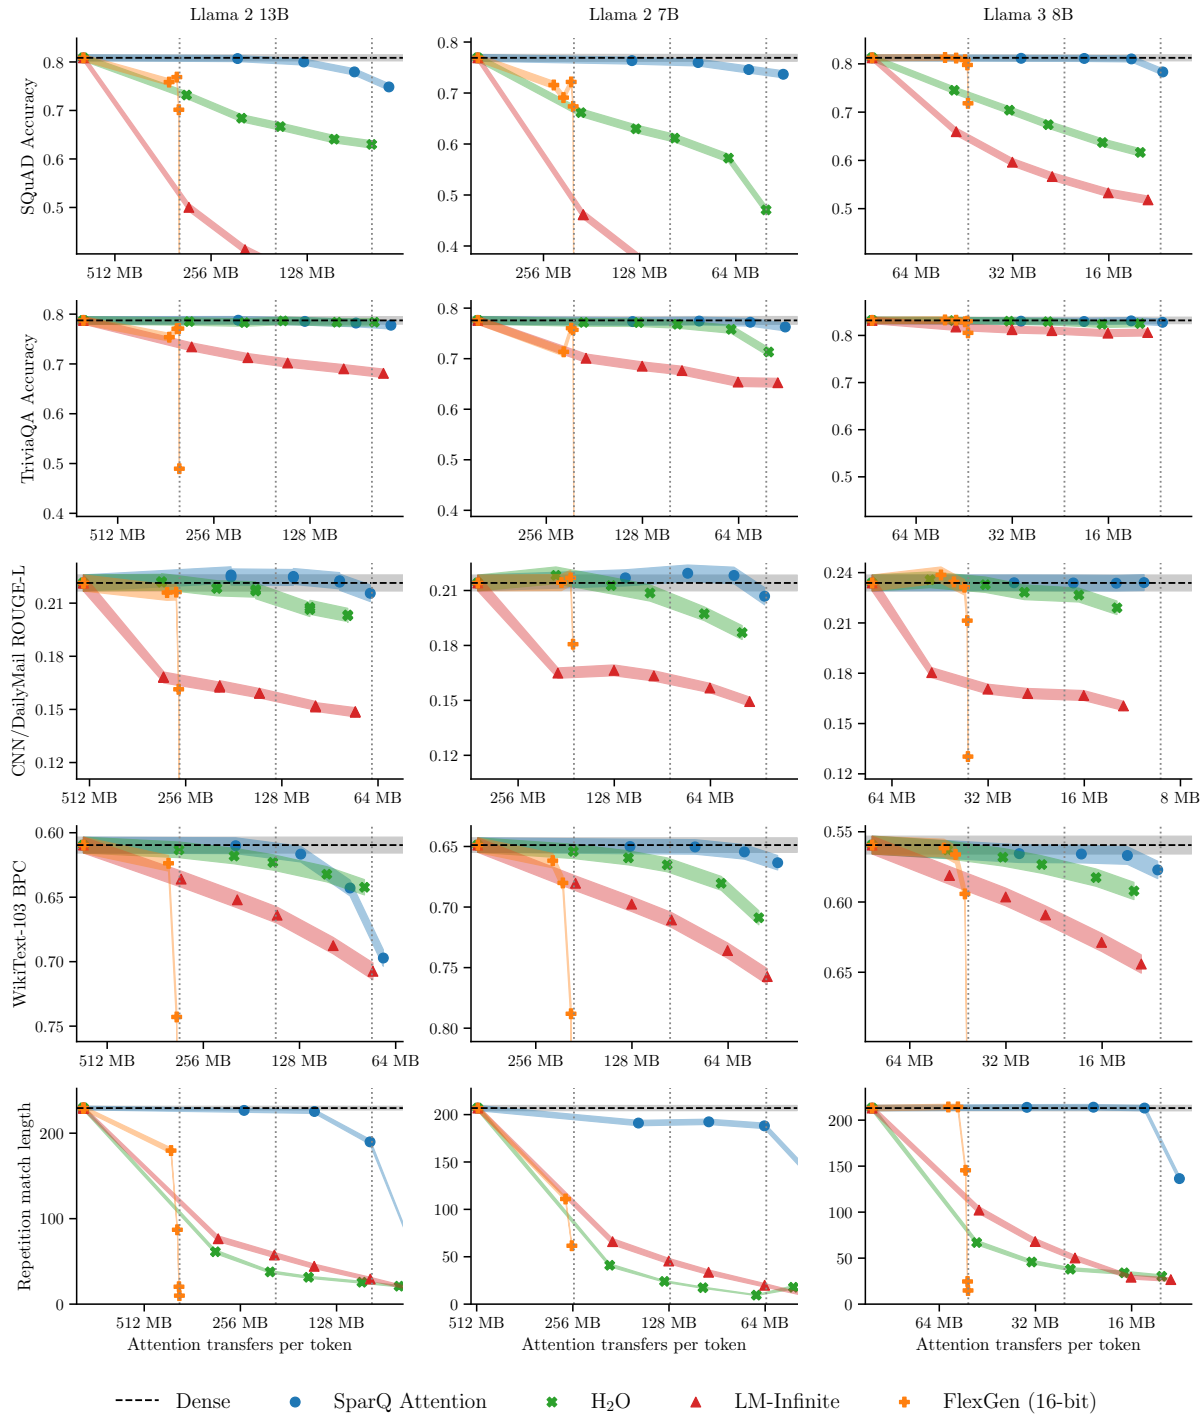 Llama 2 13B
Llama 2 7B
Llama 3 8B
SQuAD Accuracy
0.8
0.7
0.6
0.5
512 MB
256 MB
128 MB
0.8
0.7
0.6
0.5
0.4
256 MB
128 MB
64 MB
0.8
0.7
0.6
0.5
64 MB
32 MB
16 MB
TriviaQA Accuracy
0.8
0.7
0.6
0.5
0.4
512 MB
256 MB
128 MB
0.8
0.7
0.6
0.5
0.4
256 MB
128 MB
64 MB
0.8
0.7
0.6
0.5
64 MB
32 MB
16 MB
CNN/DailyMail ROUGE-L
0.21
0.18
0.15
0.12
512 MB
256 MB
128 MB
64 MB
0.21
0.18
0.15
0.12
256 MB
128 MB
64 MB
0.24
0.21
0.18
0.15
0.12
64 MB
32 MB
16 MB
8 MB
WikiText-103 BPC
0.60
0.65
0.70
0.75
512 MB
256 MB
128 MB
64 MB
0.65
0.70
0.75
0.80
256 MB
128 MB
64 MB
0.55
0.60
0.65
64 MB
32 MB
16 MB
Repetition match length
200
100
0
512 MB
256 MB
128 MB
Attention transfers per token
200
150
100
50
0
512 MB
256 MB
128 MB
64 MB
Attention transfers per token
200
150
100
50
0
64 MB
32 MB
16 MB
Attention transfers per token
Dense
SparQ Attention
H₂O
LM-Infinite
FlexGen (16-bit)